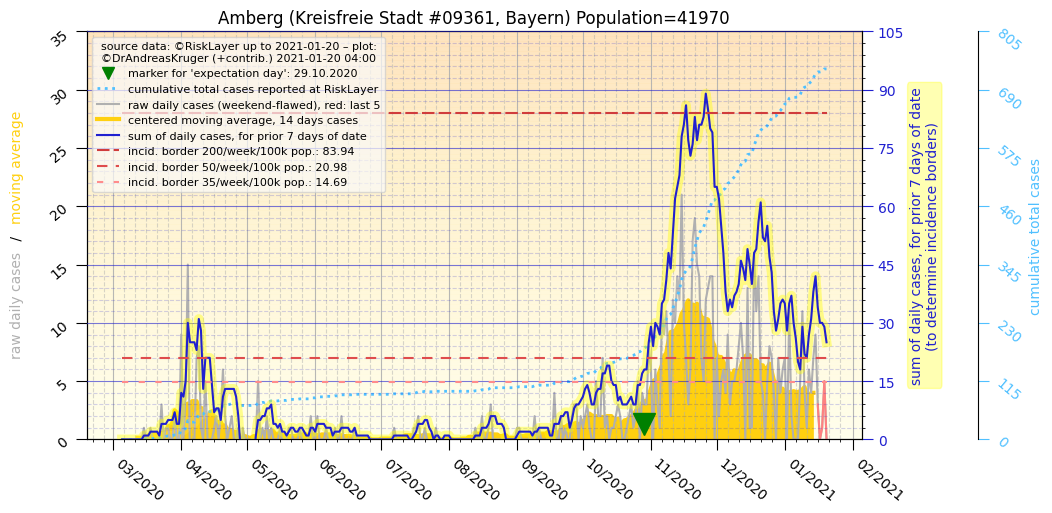 Amberg (Kreisfreie Stadt #09361, Bayern) Population=41970
source data: ©RiskLayer up to 2021-01-20 – plot:
©DrAndreasKruger (+contrib.) 2021-01-20 04:00
marker for 'expectation day': 29.10.2020
cumulative total cases reported at RiskLayer
raw daily cases (weekend-flawed), red: last 5
centered moving average, 14 days cases
sum of daily cases, for prior 7 days of date
incid. border 200/week/100k pop.: 83.94
incid. border 50/week/100k pop.: 20.98
incid. border 35/week/100k pop.: 14.69
raw daily cases / moving average
35
30
25
20
15
10
5
0
03/2020
04/2020
05/2020
06/2020
07/2020
08/2020
09/2020
10/2020
11/2020
12/2020
01/2021
02/2021
105
90
75
60
45
30
15
0
sum of daily cases, for prior 7 days of date
(to determine incidence borders)
805
690
575
460
345
230
115
0
cumulative total cases